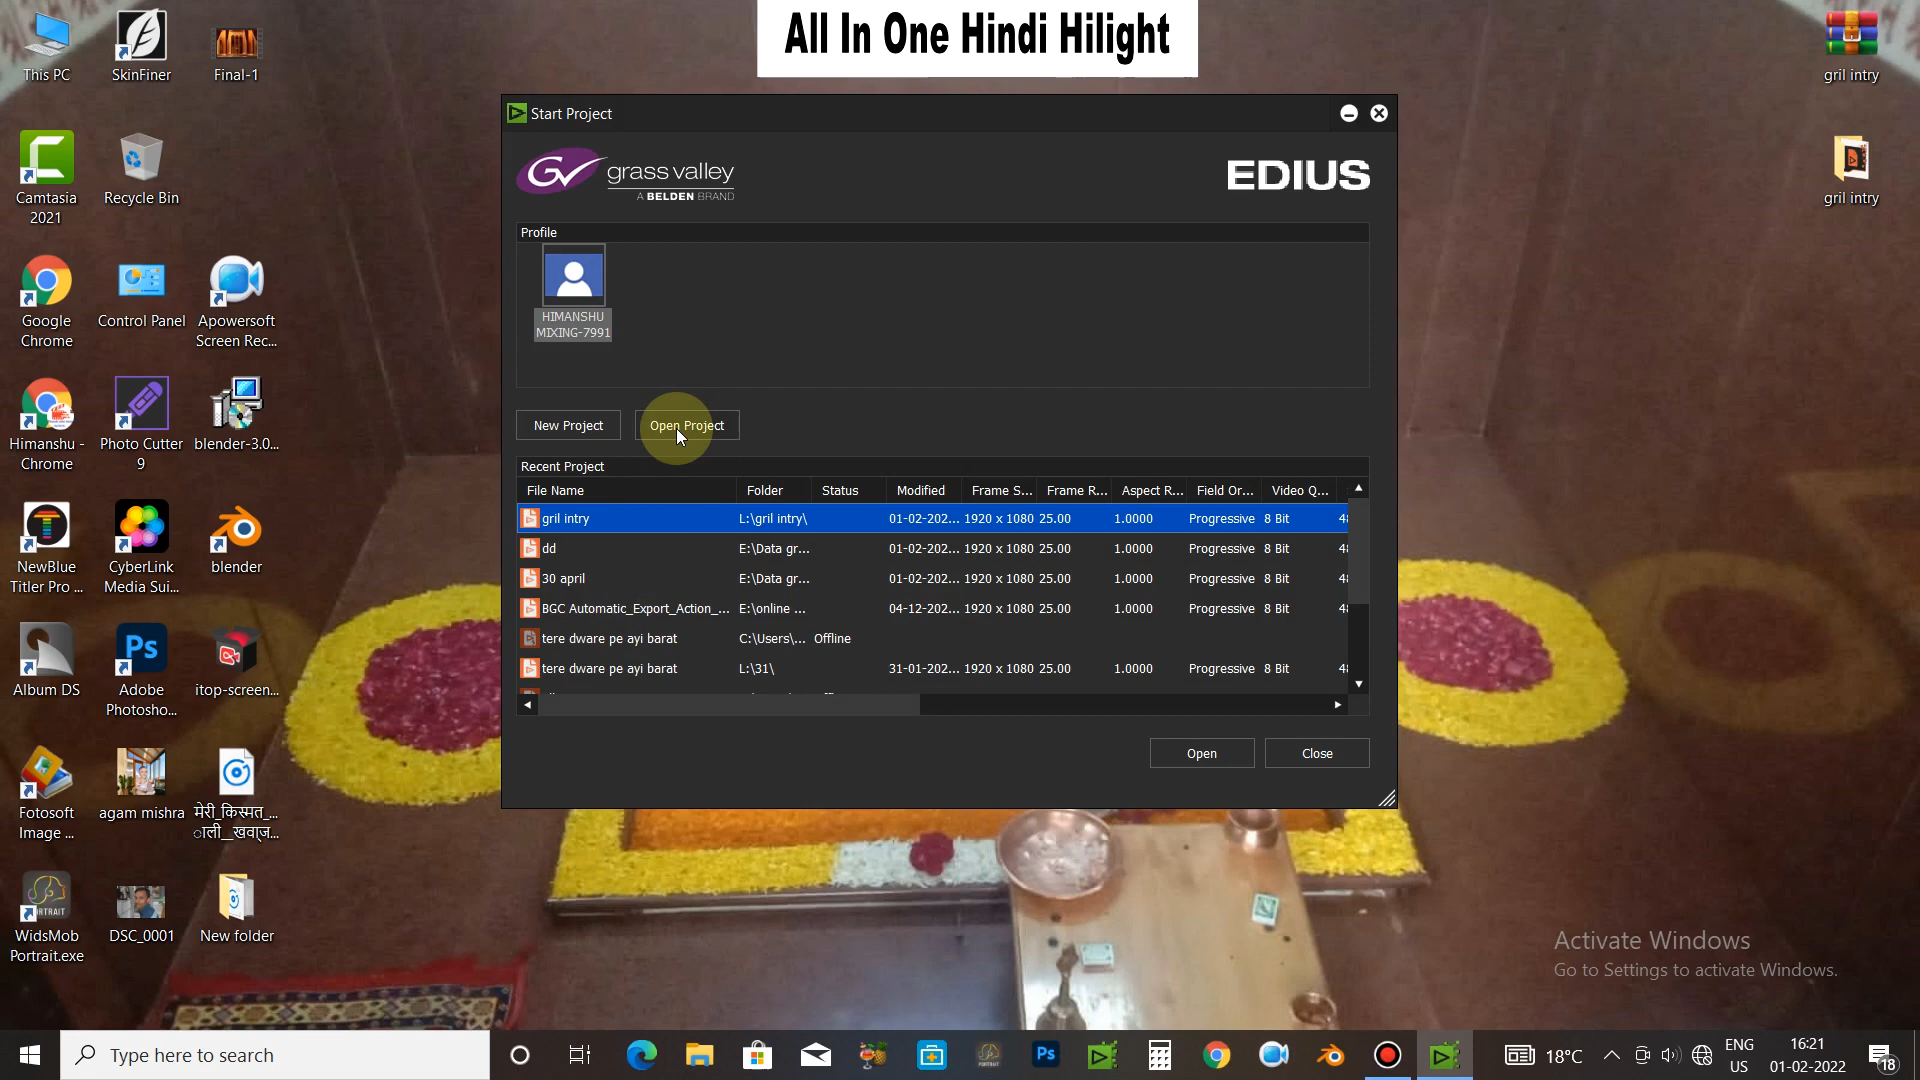 All In One Hindi Hilight
This PC
SkinFiner
Final-1
gril intry
Camtasia
2021
Recycle Bin
gril intry
Google
Chrome
Control Panel
Apowersoft
Screen Rec...
Himanshu -
Chrome
Photo Cutter
9
blender-3.0...
NewBlue
Titler Pro ...
CyberLink
Media Sui...
blender
Album DS
Adobe
Photosho...
itop-screen...
Fotosoft
Image ...
agam mishra
मेरी_किस्मत_...
ाली__खवा्ज...
WidsMob
Portrait.exe
DSC_0001
New folder
Start Project
GV grass valley
A BELDEN BRAND
EDIUS
Profile
HIMANSHU
MIXING-7991
New Project
Open Project
Recent Project
File Name Folder Status Modified Frame S... Frame R... Aspect R... Field Or... Video Q...
gril intry L:\gril intry\ 01-02-202... 1920 x 1080 25.00 1.0000 Progressive 8 Bit 48
dd E:\Data gr... 01-02-202... 1920 x 1080 25.00 1.0000 Progressive 8 Bit 48
30 april E:\Data gr... 01-02-202... 1920 x 1080 25.00 1.0000 Progressive 8 Bit 48
BGC Automatic_Export_Action_... E:\online ... 04-12-202... 1920 x 1080 25.00 1.0000 Progressive 8 Bit 48
tere dware pe ayi barat C:\Users\... Offline
tere dware pe ayi barat L:\31\ 31-01-202... 1920 x 1080 25.00 1.0000 Progressive 8 Bit 48
Open
Close
Activate Windows
Go to Settings to activate Windows.
Type here to search
Ps
18°C
ENG
US
16:21
01-02-2022
18